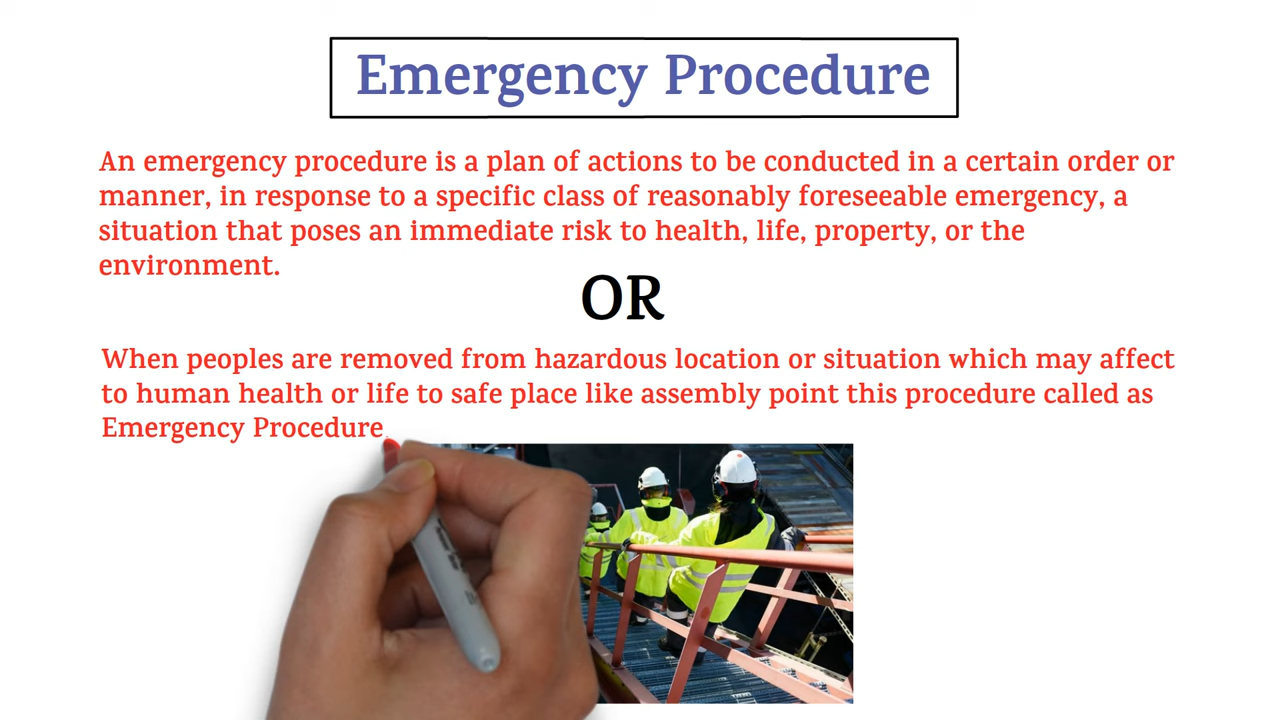 Emergency Procedure
An emergency procedure is a plan of actions to be conducted in a certain order or
manner, in response to a specific class of reasonably foreseeable emergency, a
situation that poses an immediate risk to health, life, property, or the
environment.
OR
When peoples are removed from hazardous location or situation which may affect
to human health or life to safe place like assembly point this procedure called as
Emergency Procedure.